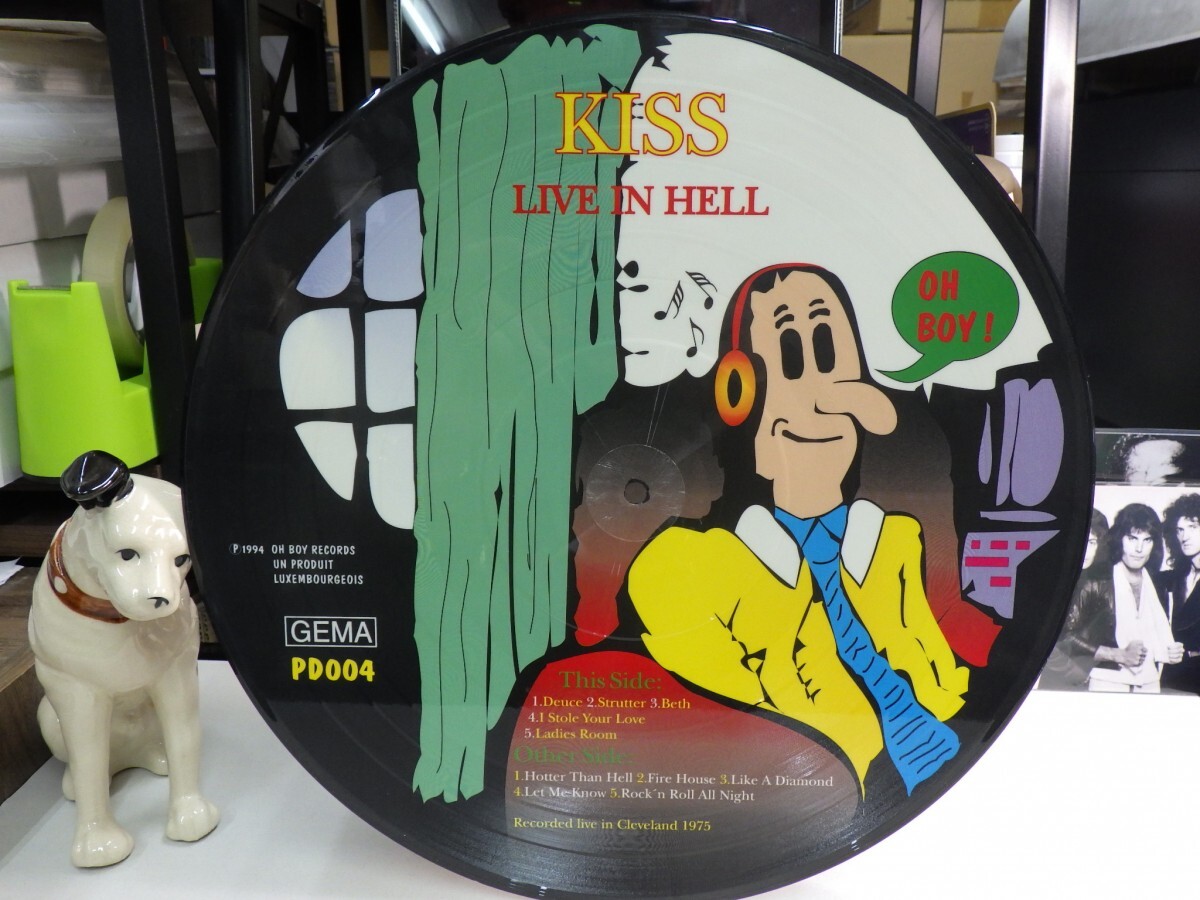 KISS
LIVE IN HELL
OH
BOY!
℗1994 OH BOY RECORDS
UN PRODUIT
LUXEMBOURGEOIS
GEMA
PD004
This Side:
1.Deuce 2.Strutter 3.Beth
4.I Stole Your Love
5.Ladies Room
Other Side:
1.Hotter Than Hell 2.Fire House 3.Like A Diamond
4.Let Me Know 5.Rock´n Roll All Night
Recorded live in Cleveland 1975